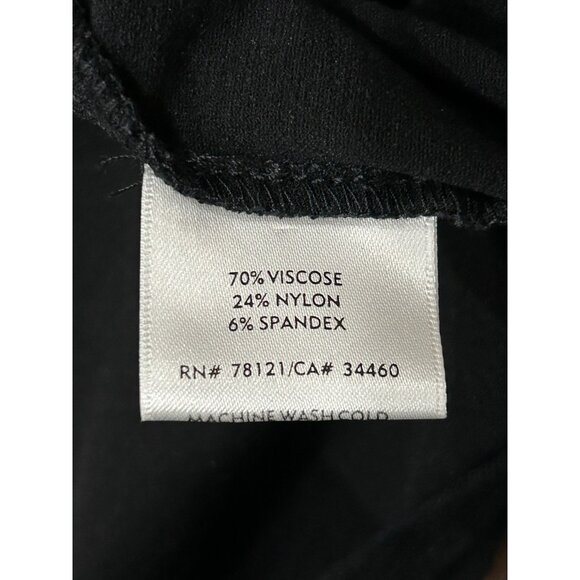 70% VISCOSE
24% NYLON
6% SPANDEX
RN# 78121/CA# 34460
MACHINE WASH COLD